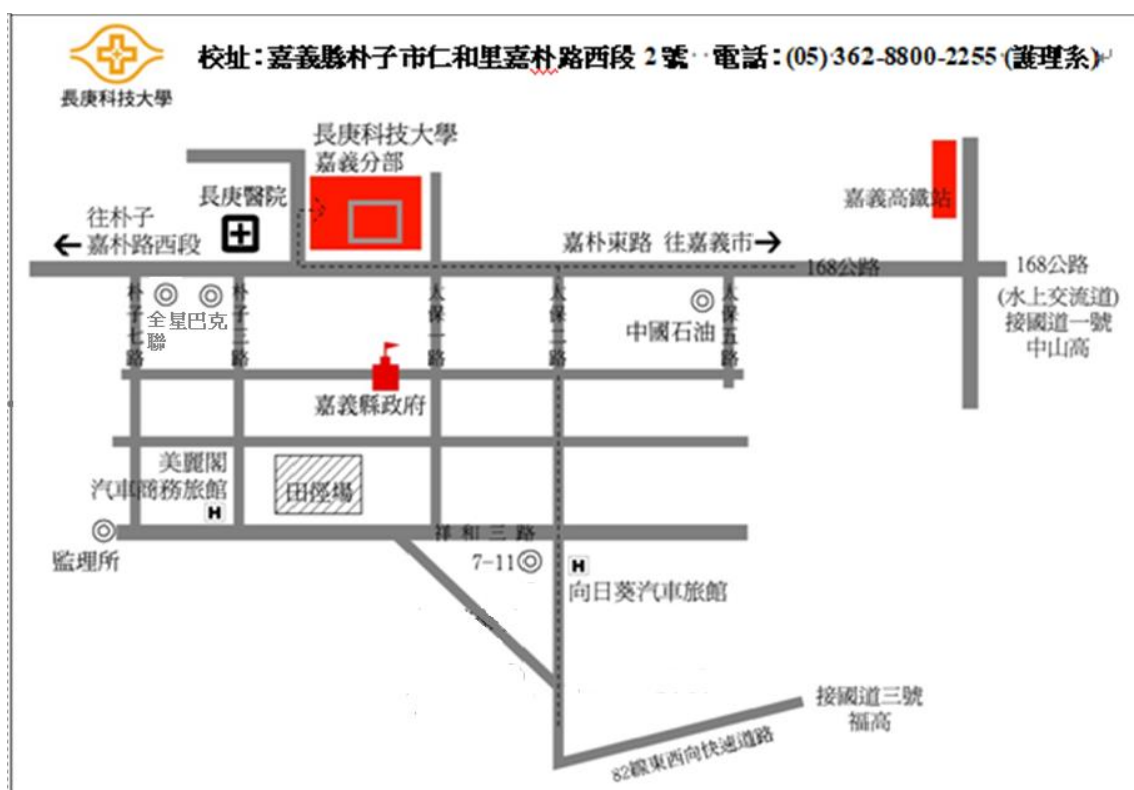 校址：嘉義縣朴子市仁和里嘉朴路西段 2 號  電話：(05) 362-8800-2255 (護理系)
長庚科技大學
長庚科技大學
嘉義分部
長庚醫院
嘉義高鐵站
往朴子
嘉朴路西段
嘉朴東路 往嘉義市
168公路
168公路
(水上交流道)
接國道一號
中山高
朴子七路
全聯
星巴克
朴子三路
太保一路
太保二路
中國石油
太保五路
嘉義縣政府
美麗閣
汽車商務旅館
H
田徑場
監理所
祥和三路
7-11
H
向日葵汽車旅館
接國道三號
福高
82線東西向快速道路